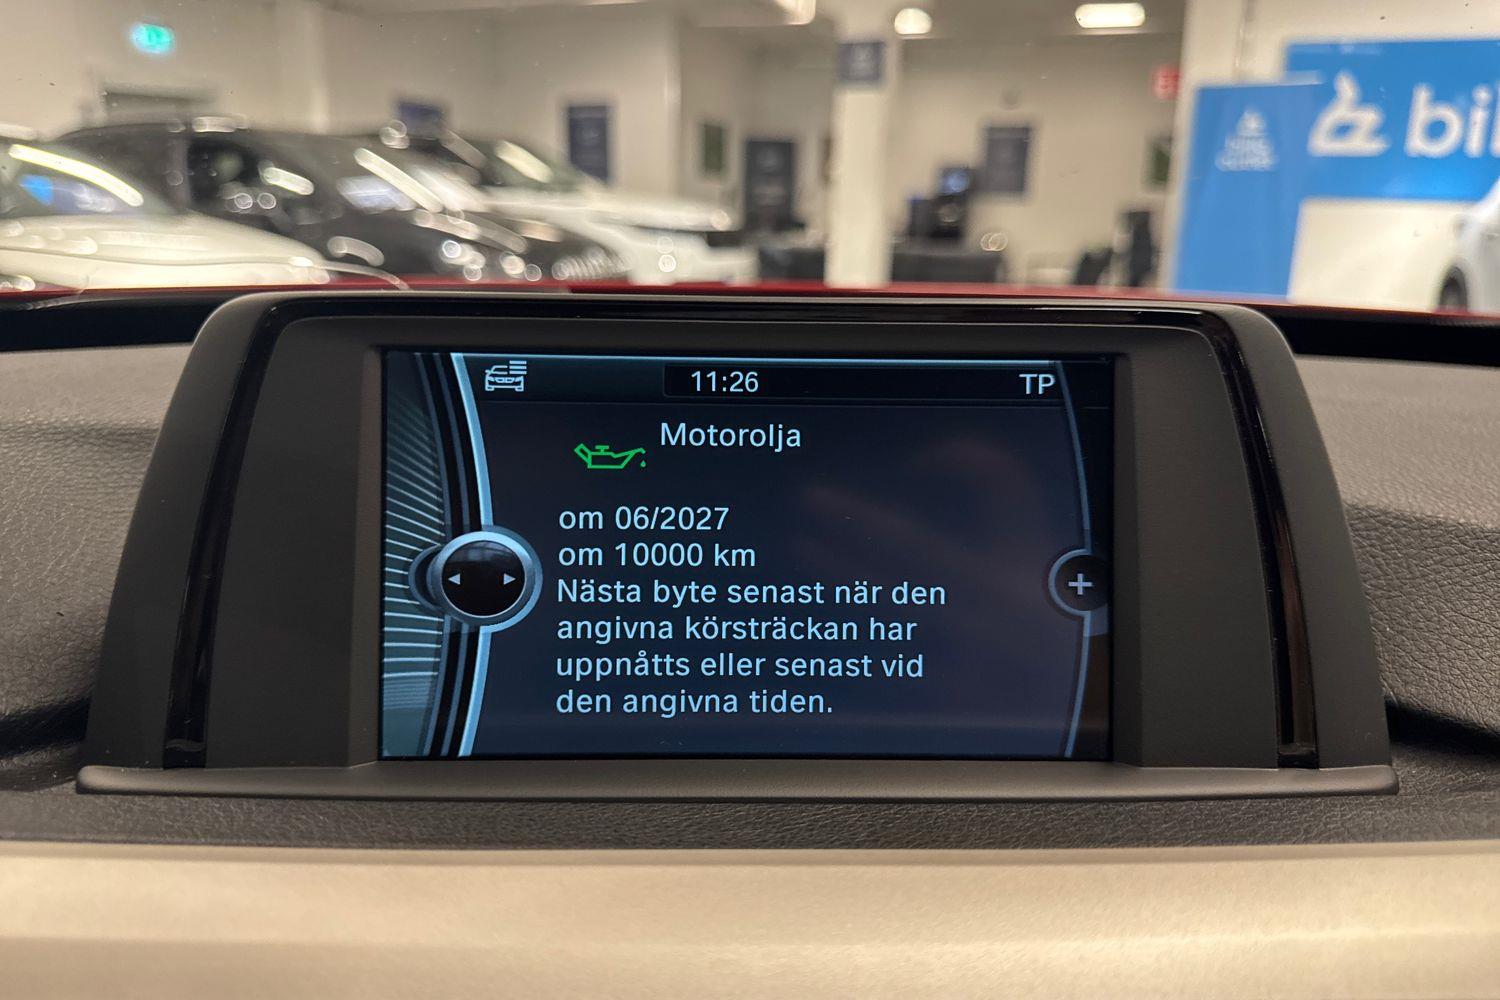 bil
11:26
TP
Motorolja
om 06/2027
om 10000 km
Nästa byte senast när den
angivna körsträckan har
uppnåtts eller senast vid
den angivna tiden.